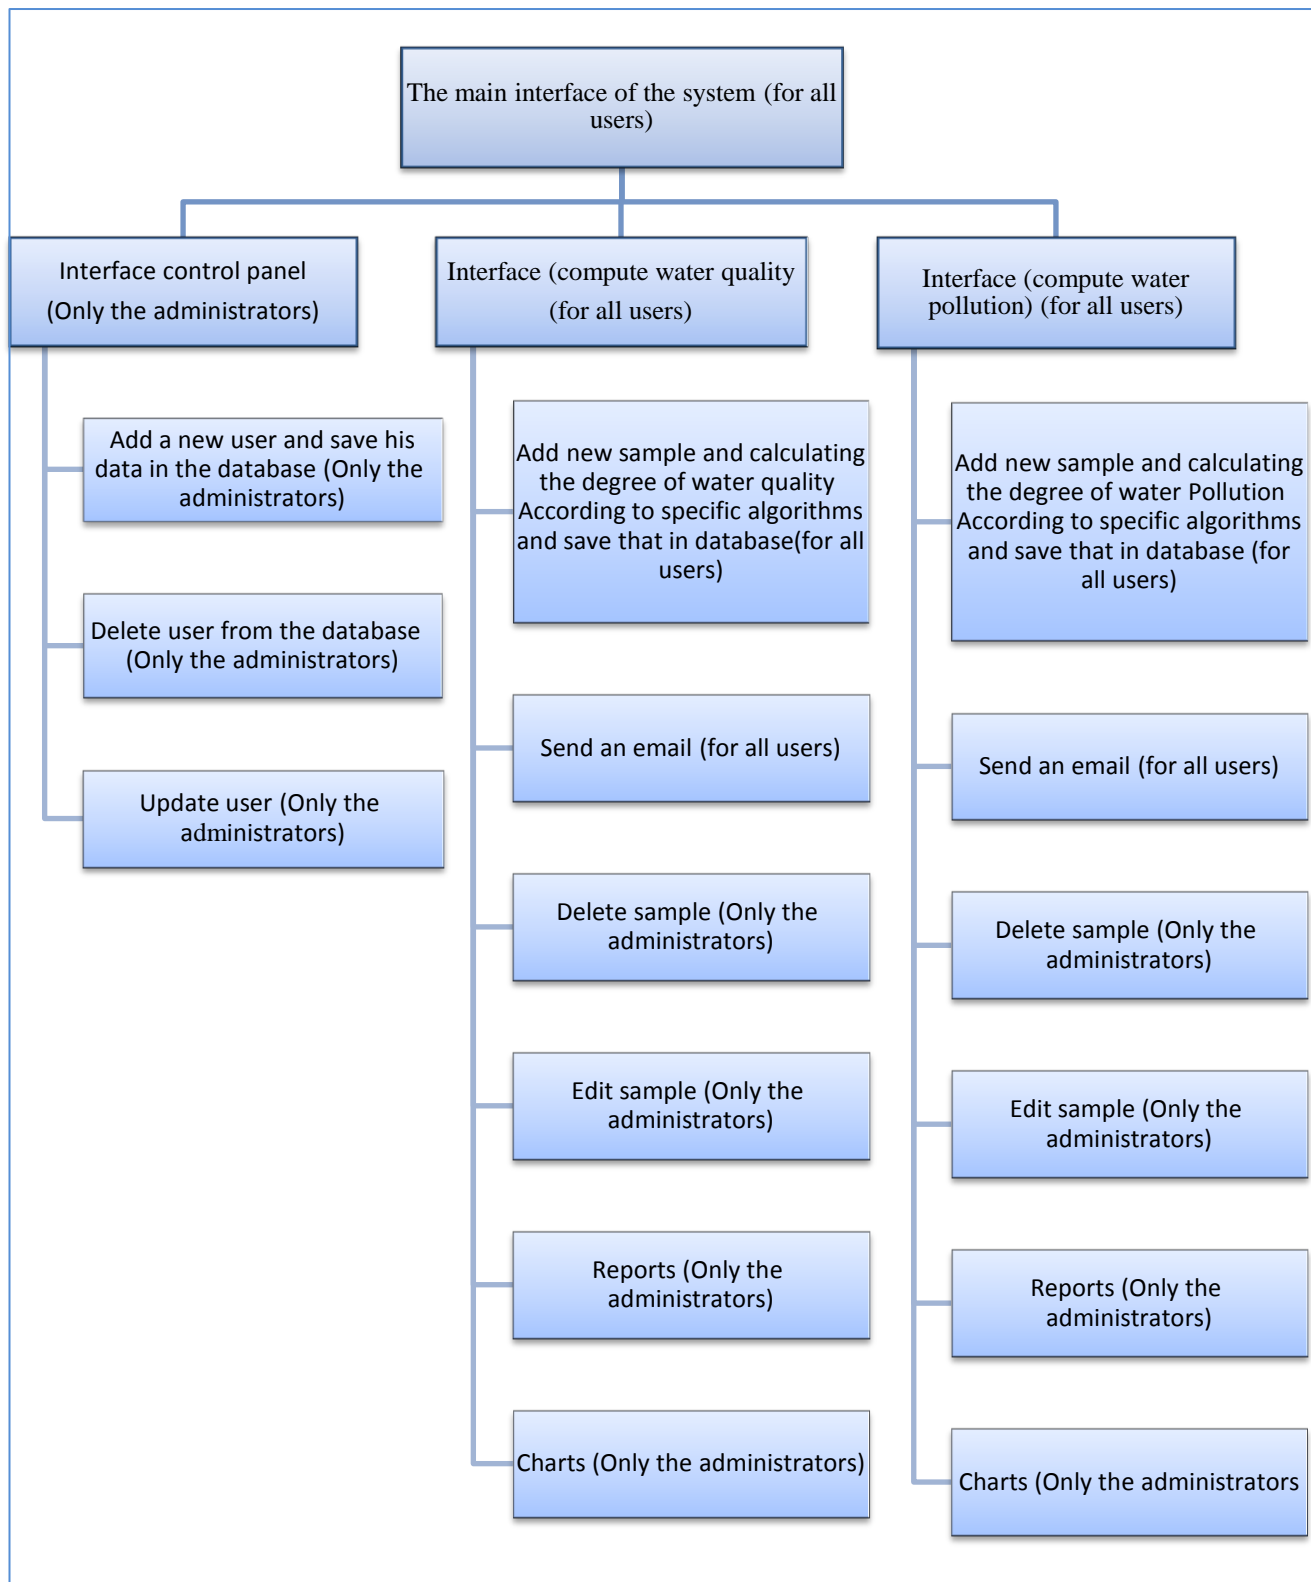 The main interface of the system (for all
users)
Interface control panel
(Only the administrators)
Add a new user and save his
data in the database (Only the
administrators)
Delete user from the database
(Only the administrators)
Update user (Only the
administrators)
Interface (compute water quality
(for all users)
Add new sample and calculating
the degree of water quality
According to specific algorithms
and save that in database(for all
users)
Send an email (for all users)
Delete sample (Only the
administrators)
Edit sample (Only the
administrators)
Reports (Only the
administrators)
Charts (Only the administrators)
Interface (compute water
pollution) (for all users)
Add new sample and calculating
the degree of water Pollution
According to specific algorithms
and save that in database (for all
users)
Send an email (for all users)
Delete sample (Only the
administrators)
Edit sample (Only the
administrators)
Reports (Only the
administrators)
Charts (Only the administrators